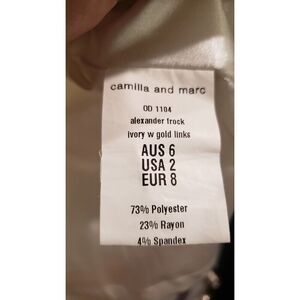 camilla and marc
OD 1104
alexander frock
ivory w gold links
AUS 6
USA 2
EUR 8
73% Polyester
23% Rayon
4% Spandex